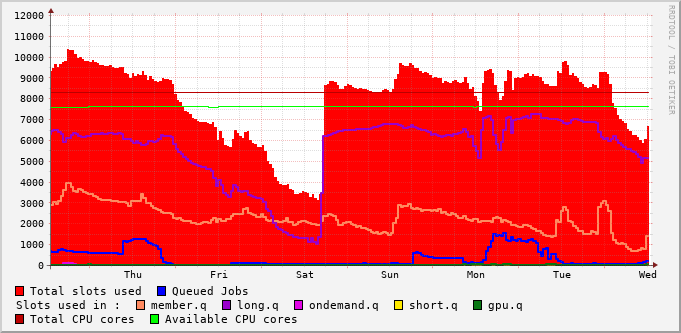 12000
11000
10000
9000
8000
7000
6000
5000
4000
3000
2000
1000
0
Thu Fri Sat Sun Mon Tue Wed
RRDTOOL / TOBI OETIKER
Total slots used Queued Jobs
Slots used in : member.q long.q ondemand.q short.q gpu.q
Total CPU cores Available CPU cores